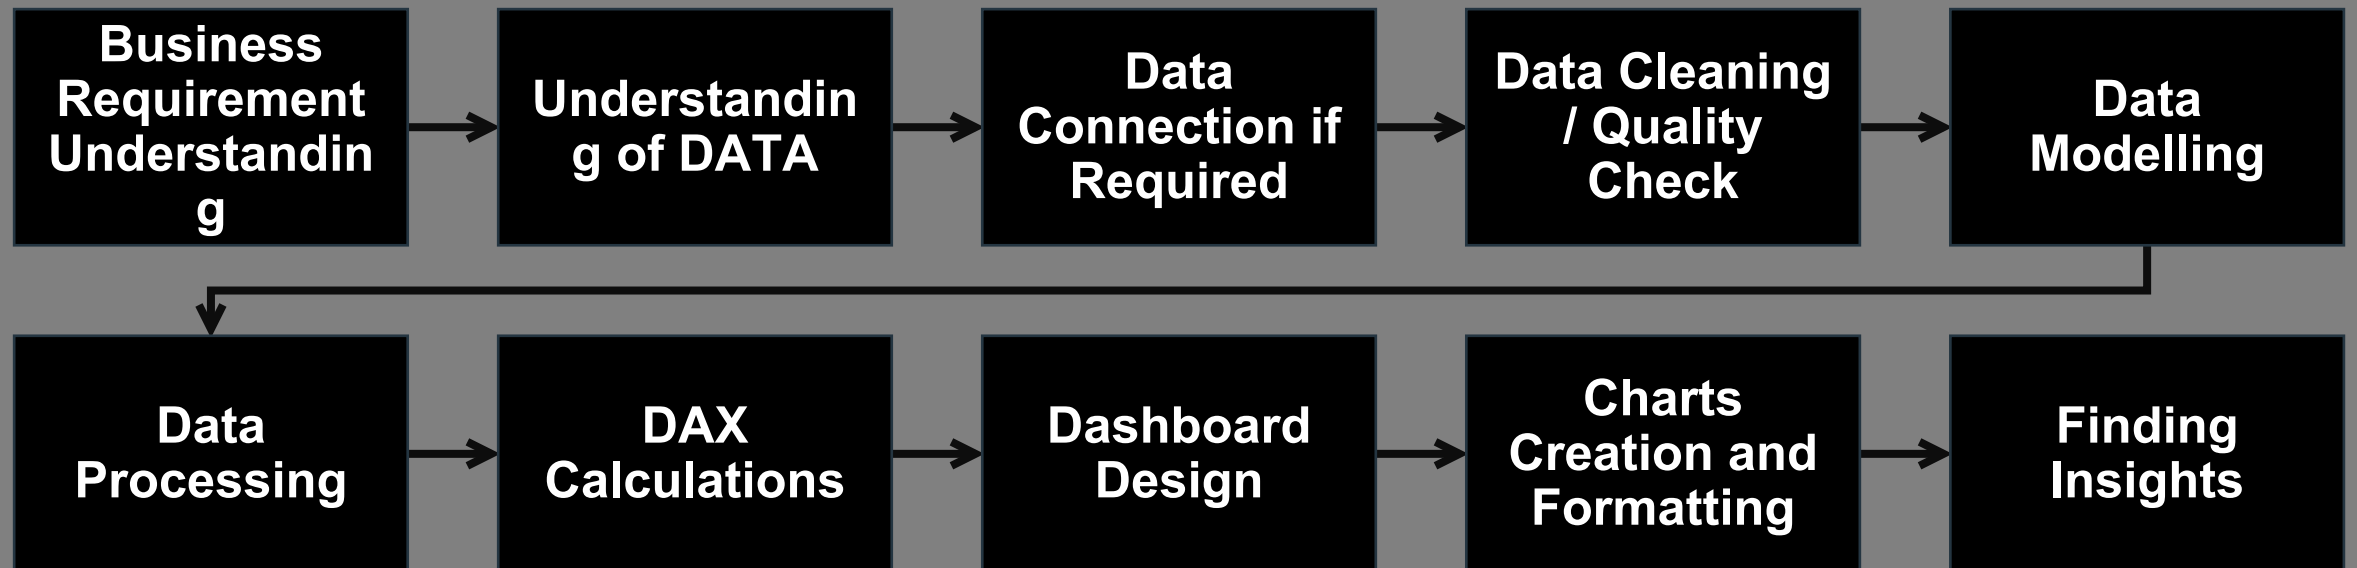 Business
Requirement
Understandin
g
Understandin
g of DATA
Data
Connection if
Required
Data Cleaning
/ Quality
Check
Data
Modelling
Data
Processing
DAX
Calculations
Dashboard
Design
Charts
Creation and
Formatting
Finding
Insights